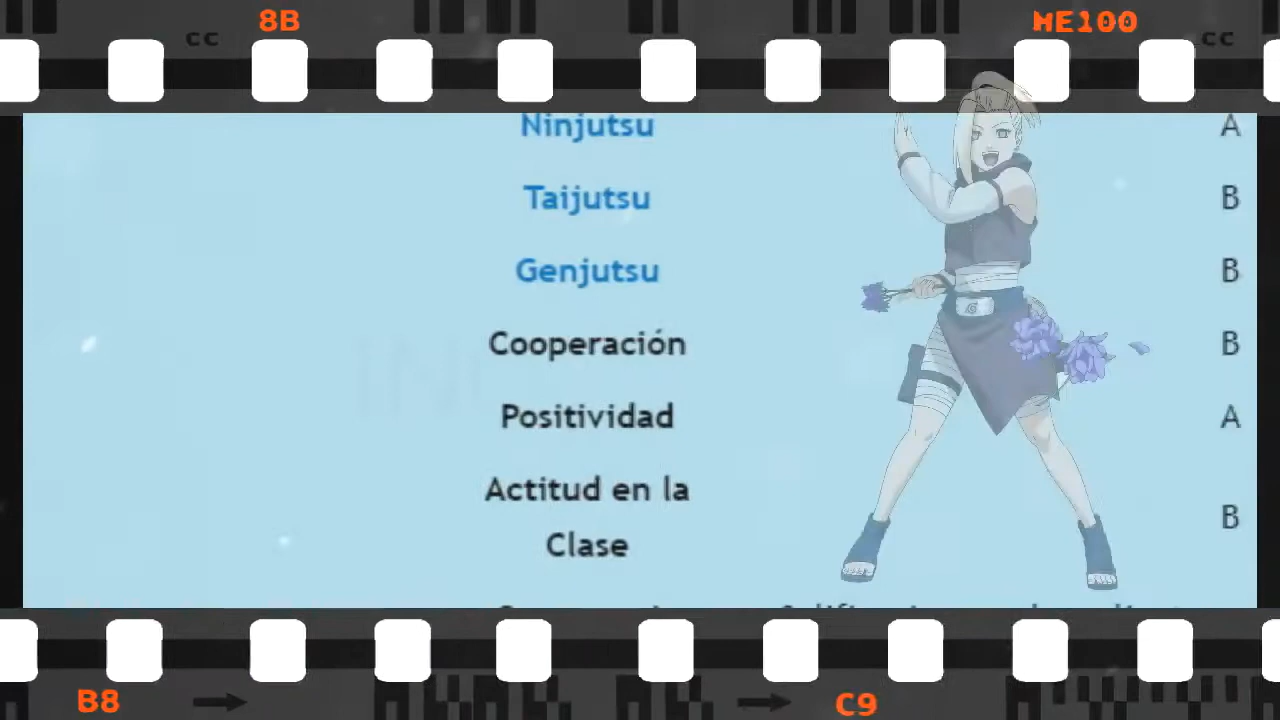 8B
ME100
cc
cc
Ninjutsu A
Taijutsu B
Genjutsu B
Cooperación B
Positividad A
Actitud en la
Clase B
B8
C9